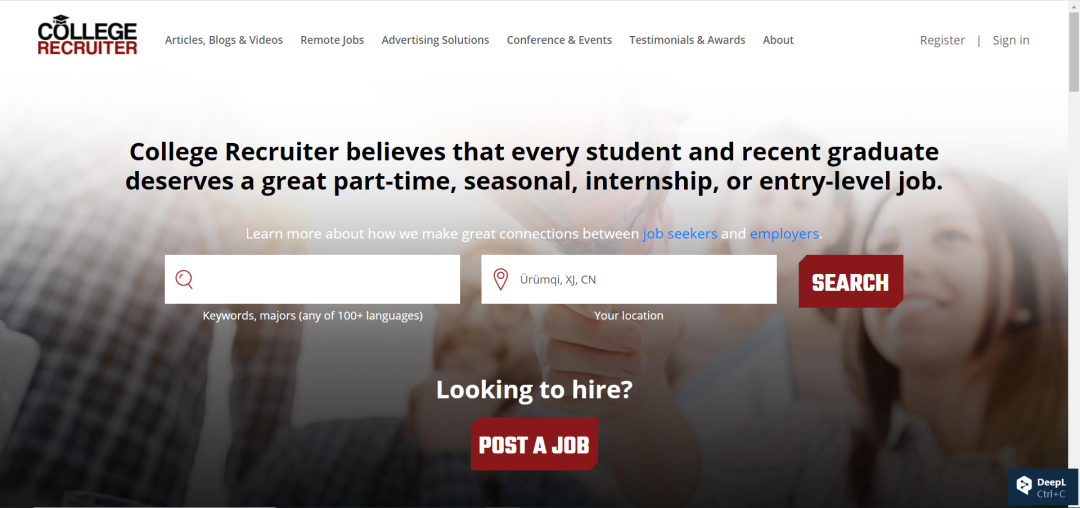 COLLEGE
RECRUITER
Articles, Blogs & Videos
Remote Jobs
Advertising Solutions
Conference & Events
Testimonials & Awards
About
Register | Sign in
College Recruiter believes that every student and recent graduate
deserves a great part-time, seasonal, internship, or entry-level job.
Learn more about how we make great connections between job seekers and employers.
Ürümqi, XJ, CN
SEARCH
Keywords, majors (any of 100+ languages)
Your location
Looking to hire?
POST A JOB
DeepL
Ctrl+C